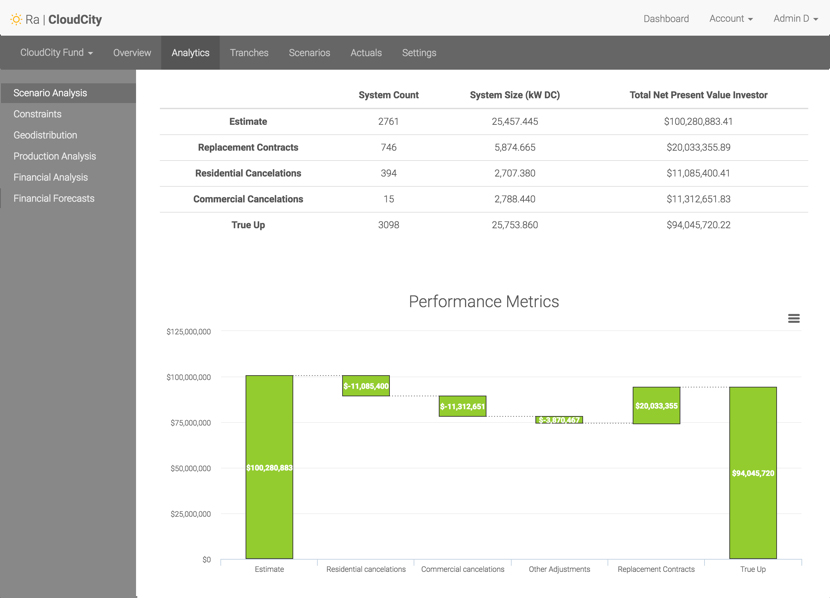 Ra | CloudCity
Dashboard Account Admin D
CloudCity Fund Overview Analytics Tranches Scenarios Actuals Settings
Scenario Analysis
Constraints
Geodistribution
Production Analysis
Financial Analysis
Financial Forecasts
System Count System Size (kW DC) Total Net Present Value Investor
Estimate 2761 25,457.445 $100,280,883.41
Replacement Contracts 746 5,874.665 $20,033,355.89
Residential Cancelations 394 2,707.380 $11,085,400.41
Commercial Cancelations 15 2,788.440 $11,312,651.83
True Up 3098 25,753.860 $94,045,720.22
Performance Metrics
$125,000,000
$100,000,000
$75,000,000
$50,000,000
$25,000,000
$0
$100,280,883
$-11,085,400
$-11,312,651
$-3,870,467
$20,033,355
$94,045,720
Estimate Residential cancelations Commercial cancelations Other Adjustments Replacement Contracts True Up